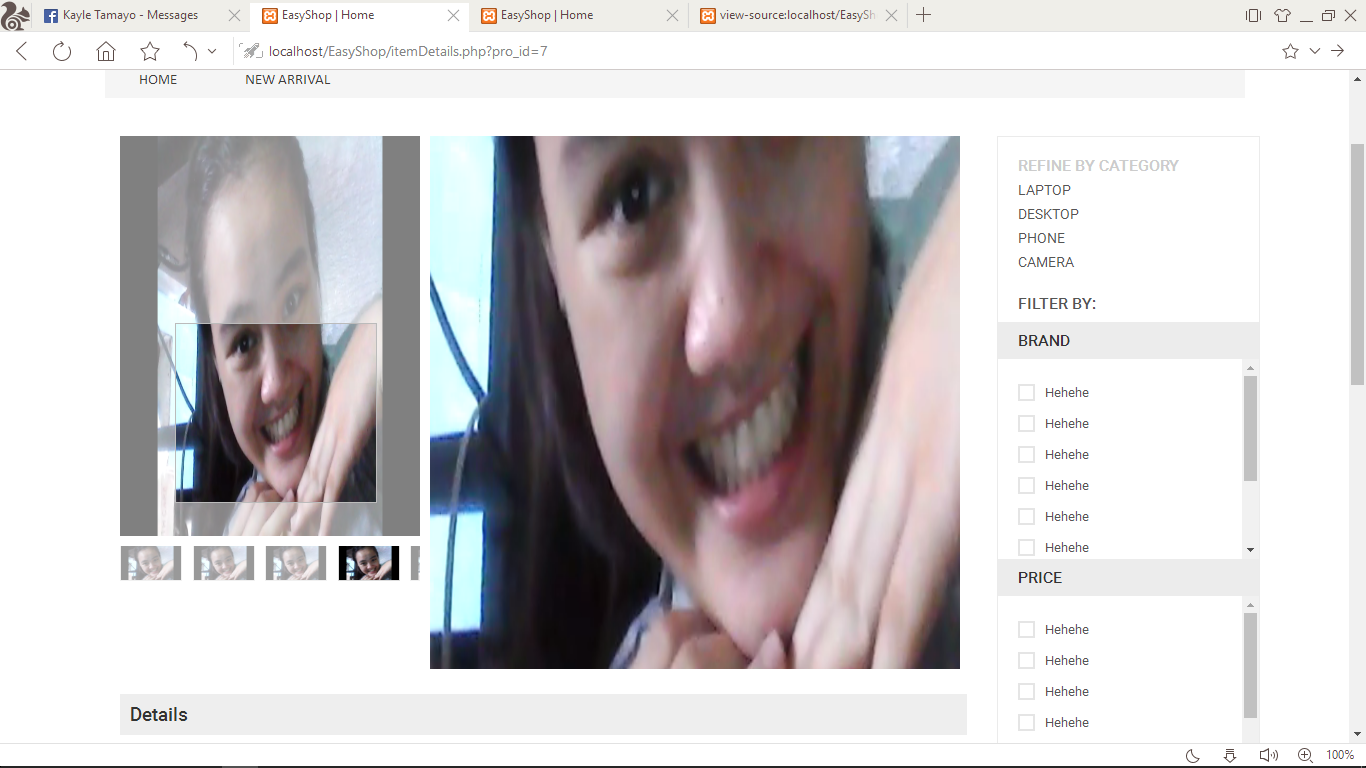 Kayle Tamayo - Messages
EasyShop | Home
EasyShop | Home
view-source:localhost/EasySh
localhost/EasyShop/itemDetails.php?pro_id=7
HOME
NEW ARRIVAL
REFINE BY CATEGORY
LAPTOP
DESKTOP
PHONE
CAMERA
FILTER BY:
BRAND
Hehehe
Hehehe
Hehehe
Hehehe
Hehehe
Hehehe
PRICE
Hehehe
Hehehe
Hehehe
Hehehe
Details
100%